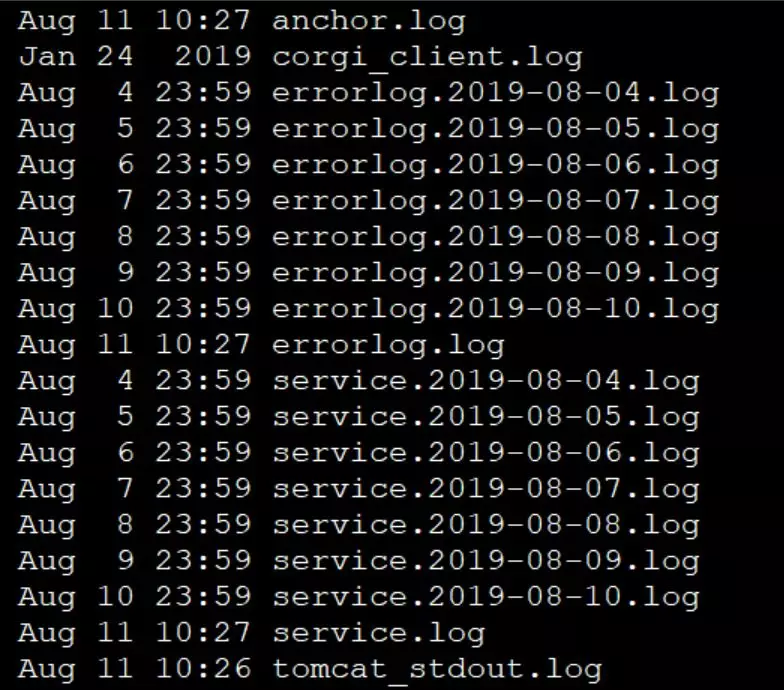 Aug 11 10:27 anchor.log
Jan 24  2019 corgi_client.log
Aug  4 23:59 errorlog.2019-08-04.log
Aug  5 23:59 errorlog.2019-08-05.log
Aug  6 23:59 errorlog.2019-08-06.log
Aug  7 23:59 errorlog.2019-08-07.log
Aug  8 23:59 errorlog.2019-08-08.log
Aug  9 23:59 errorlog.2019-08-09.log
Aug 10 23:59 errorlog.2019-08-10.log
Aug 11 10:27 errorlog.log
Aug  4 23:59 service.2019-08-04.log
Aug  5 23:59 service.2019-08-05.log
Aug  6 23:59 service.2019-08-06.log
Aug  7 23:59 service.2019-08-07.log
Aug  8 23:59 service.2019-08-08.log
Aug  9 23:59 service.2019-08-09.log
Aug 10 23:59 service.2019-08-10.log
Aug 11 10:27 service.log
Aug 11 10:26 tomcat_stdout.log